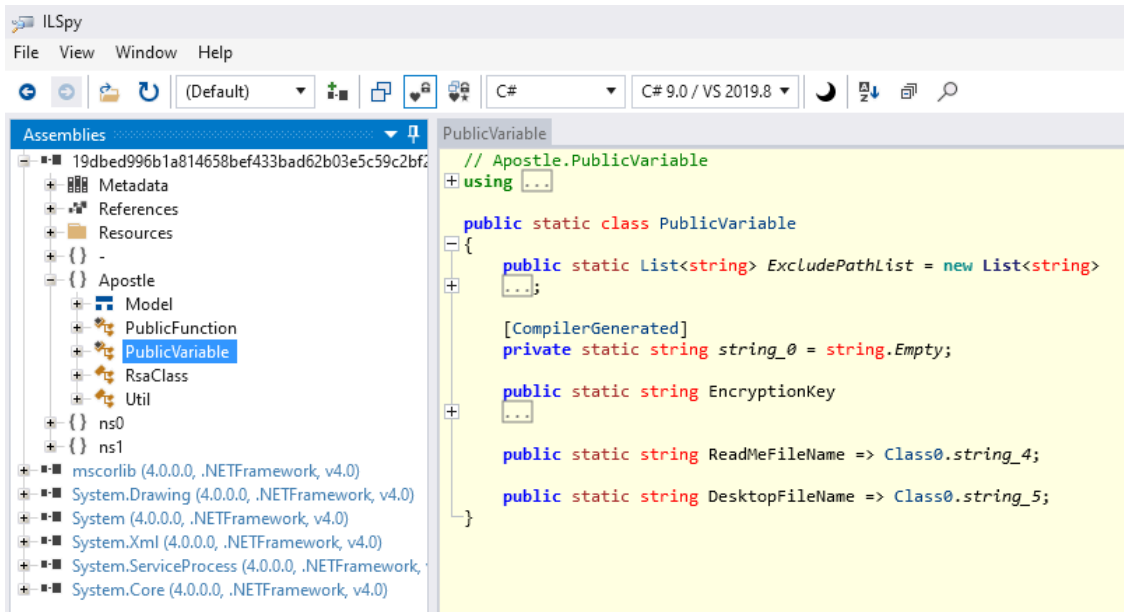 ILSpy
File View Window Help
(Default) C# C# 9.0 / VS 2019.8
Assemblies
19dbed996b1a814658bef433bad62b03e5c59c2bf2
Metadata
References
Resources
{} -
{} Apostle
Model
PublicFunction
PublicVariable
RsaClass
Util
{} ns0
{} ns1
mscorlib (4.0.0.0, .NETFramework, v4.0)
System.Drawing (4.0.0.0, .NETFramework, v4.0)
System (4.0.0.0, .NETFramework, v4.0)
System.Xml (4.0.0.0, .NETFramework, v4.0)
System.ServiceProcess (4.0.0.0, .NETFramework,
System.Core (4.0.0.0, .NETFramework, v4.0)
PublicVariable
// Apostle.PublicVariable
using ...
public static class PublicVariable
{
public static List<string> ExcludePathList = new List<string>
...;
[CompilerGenerated]
private static string string_0 = string.Empty;
public static string EncryptionKey
...
public static string ReadMeFileName => Class0.string_4;
public static string DesktopFileName => Class0.string_5;
}